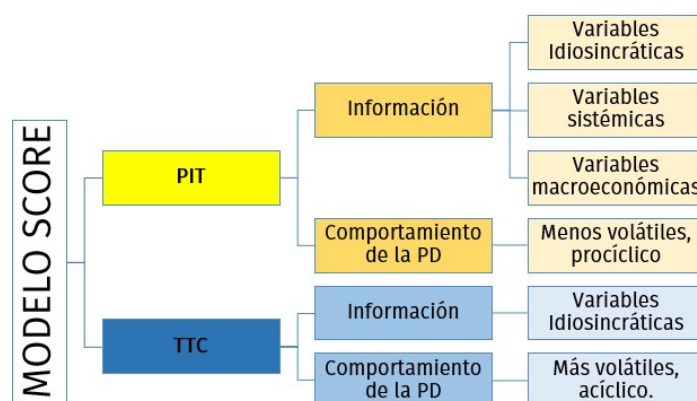 MODELO SCORE
PIT
Información
Variables
Idiosincráticas
Variables
sistémicas
Variables
macroeconómicas
Comportamiento
de la PD
Menos volátiles,
procíclico
TTC
Información
Variables
Idiosincráticas
Comportamiento
de la PD
Más volátiles,
acíclico.